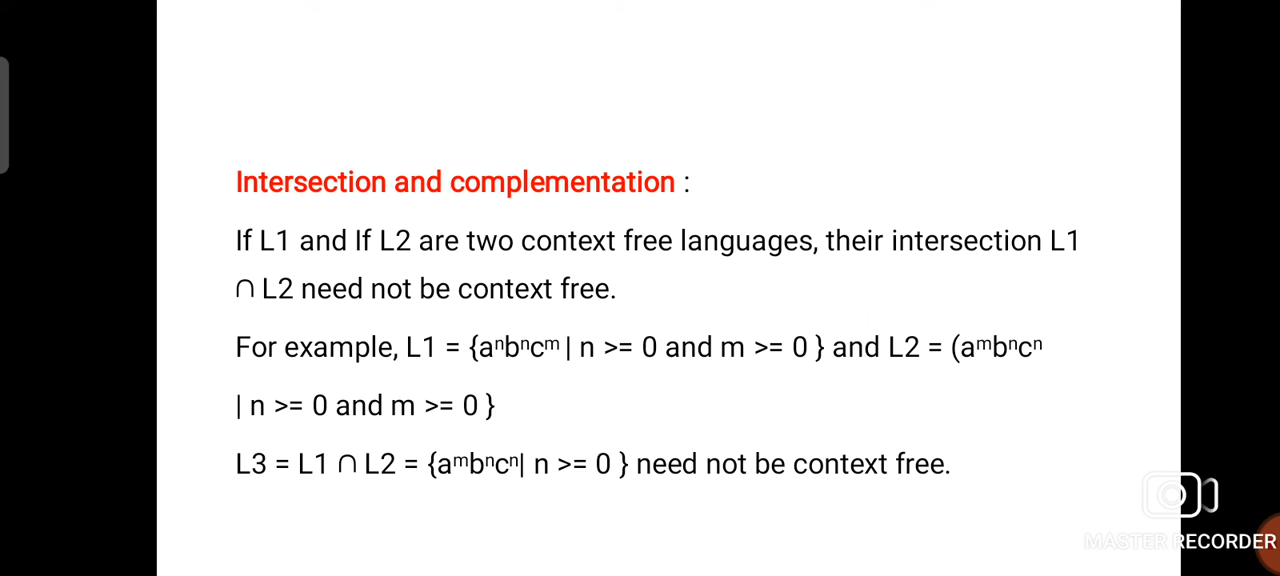 Intersection and complementation :
If L1 and If L2 are two context free languages, their intersection L1
∩ L2 need not be context free.
For example, L1 = {aⁿbⁿcᵐ | n >= 0 and m >= 0 } and L2 = (aᵐbⁿcⁿ
| n >= 0 and m >= 0 }
L3 = L1 ∩ L2 = {aᵐbⁿcⁿ| n >= 0 } need not be context free.
MASTER RECORDER